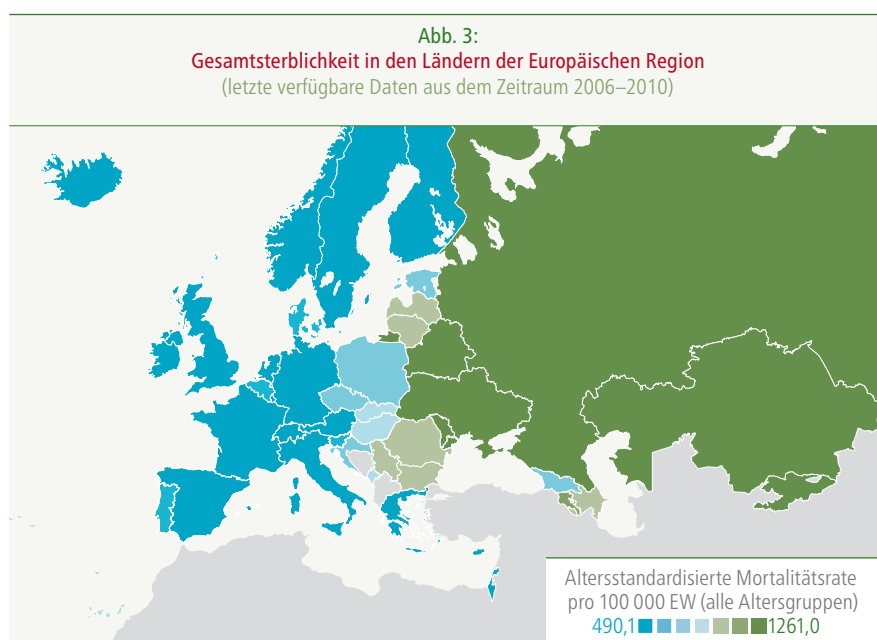 Abb. 3:
Gesamtsterblichkeit in den Ländern der Europäischen Region
(letzte verfügbare Daten aus dem Zeitraum 2006–2010)
Altersstandardisierte Mortalitätsrate
pro 100 000 EW (alle Altersgruppen)
490,1 1261,0